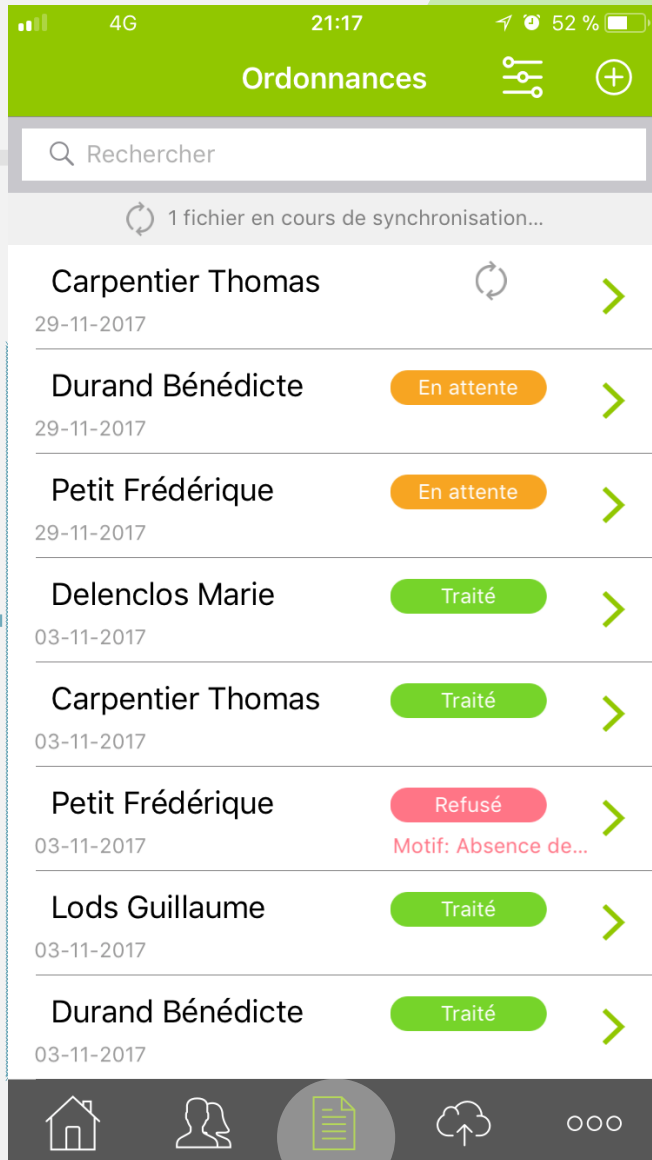 4G 21:17 52 %
Ordonnances
Rechercher
1 fichier en cours de synchronisation...
Carpentier Thomas
29-11-2017
Durand Bénédicte En attente
29-11-2017
Petit Frédérique En attente
29-11-2017
Delenclos Marie Traité
03-11-2017
Carpentier Thomas Traité
03-11-2017
Petit Frédérique Refusé
03-11-2017 Motif: Absence de...
Lods Guillaume Traité
03-11-2017
Durand Bénédicte Traité
03-11-2017